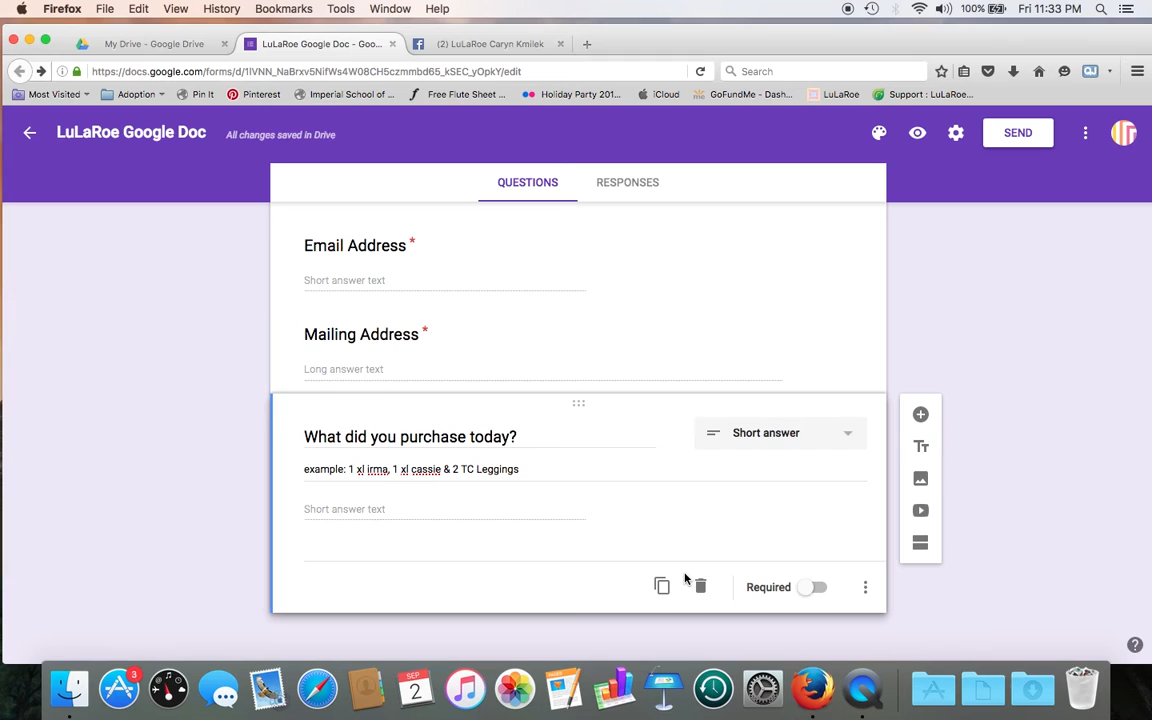 Firefox File Edit View History Bookmarks Tools Window Help 100% Fri 11:33 PM
My Drive - Google Drive × LuLaRoe Google Doc - Goo... × (2) LuLaRoe Caryn Kmilek × +
https://docs.google.com/forms/d/1lVNN_NaBrxv5NifWs4W08CH5czmmbd65_kSEC_yOpkY/edit Search
Most Visited Adoption Pin It Pinterest Imperial School of ... Free Flute Sheet ... Holiday Party 201... iCloud GoFundMe - Dash... LuLaRoe Support : LuLaRoe...
LuLaRoe Google Doc All changes saved in Drive SEND
QUESTIONS RESPONSES
Email Address *
Short answer text
Mailing Address *
Long answer text
What did you purchase today? Short answer
example: 1 xl irma, 1 xl cassie & 2 TC Leggings
Short answer text
Required
3 SEP 2